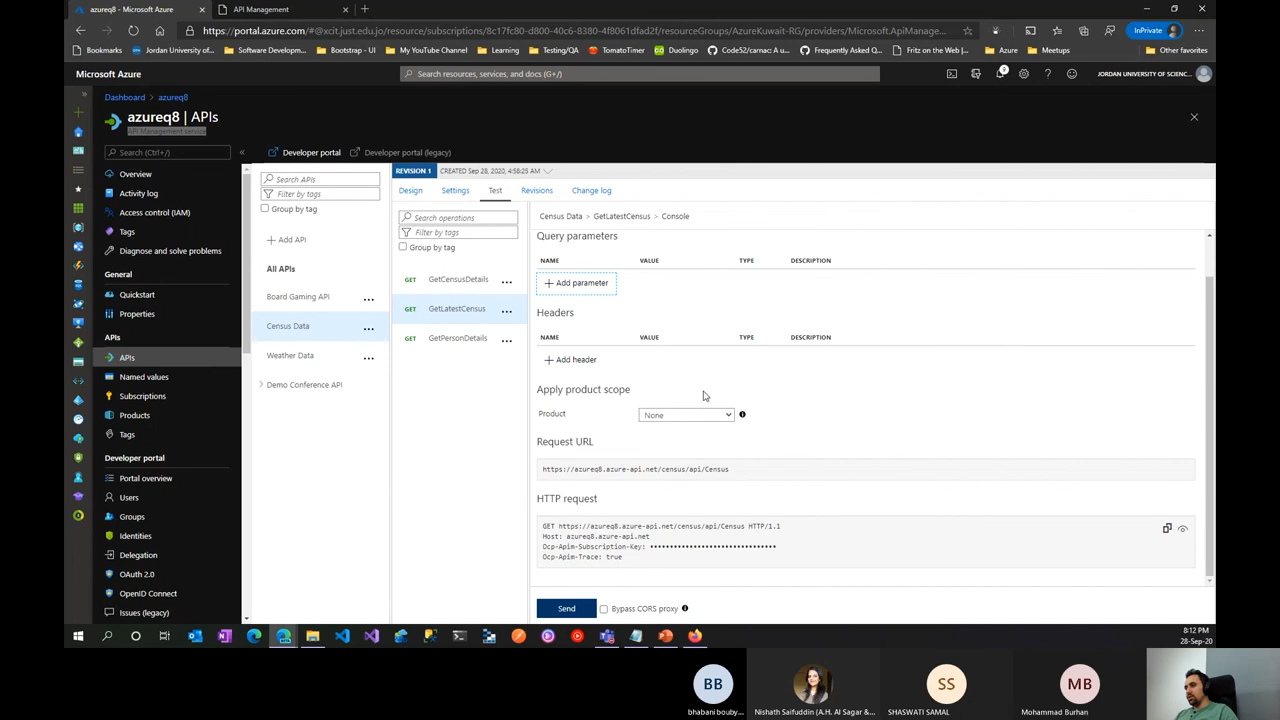 azureq8 - Microsoft Azure
API Management
https://portal.azure.com/#@xcit.just.edu.jo/resource/subscriptions/8c17fc80-d800-40c6-8380-4f8061dfad2f/resourceGroups/AzureKuwait-RG/providers/Microsoft.ApiManage...
InPrivate
Bookmarks
Jordan University of...
Software Developm...
Bootstrap - UI
My YouTube Channel
Learning
Testing/QA
TomatoTimer
Duolingo
Code52/carnac: A u...
Frequently Asked Q...
Fritz on the Web
Azure
Meetups
Other favorites
Microsoft Azure
Search resources, services, and docs (G+/)
JORDAN UNIVERSITY OF SCIENC...
Dashboard > azureq8
azureq8 | APIs
API Management service
Search (Ctrl+/)
Developer portal
Developer portal (legacy)
Overview
Activity log
Access control (IAM)
Tags
Diagnose and solve problems
General
Quickstart
Properties
APIs
APIs
Named values
Subscriptions
Products
Tags
Developer portal
Portal overview
Users
Groups
Identities
Delegation
OAuth 2.0
OpenID Connect
Issues (legacy)
Search APIs
Filter by tags
Group by tag
Add API
All APIs
Board Gaming API
Census Data
Weather Data
Demo Conference API
REVISION 1
CREATED Sep 28, 2020, 4:58:25 AM
Design
Settings
Test
Revisions
Change log
Search operations
Filter by tags
Group by tag
GET GetCensusDetails
GET GetLatestCensus
GET GetPersonDetails
Census Data > GetLatestCensus > Console
Query parameters
NAME VALUE TYPE DESCRIPTION
Add parameter
Headers
NAME VALUE TYPE DESCRIPTION
Add header
Apply product scope
Product None
Request URL
https://azureq8.azure-api.net/census/api/Census
HTTP request
GET https://azureq8.azure-api.net/census/api/Census HTTP/1.1
Host: azureq8.azure-api.net
Ocp-Apim-Subscription-Key: ••••••••••••••••••••••••••••••••
Ocp-Apim-Trace: true
Send
Bypass CORS proxy
8:12 PM
28-Sep-20
BB
SS
MB
bhabani bouby...
Nishath Saifuddin (A.H. Al Sagar &...
SHASWATI SAMAL
Mohammad Burhan